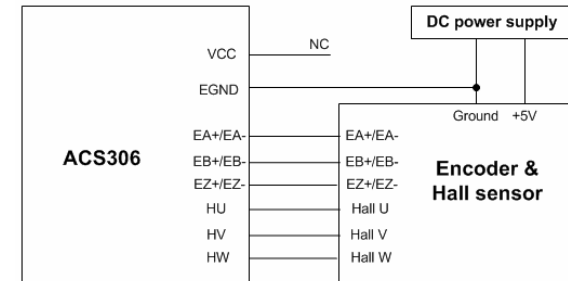 DC power supply
VCC
NC
EGND
Ground +5V
EA+/EA- EA+/EA-
EB+/EB- EB+/EB-
EZ+/EZ- EZ+/EZ-
HU Hall U
HV Hall V
HW Hall W
ACS306
Encoder &
Hall sensor